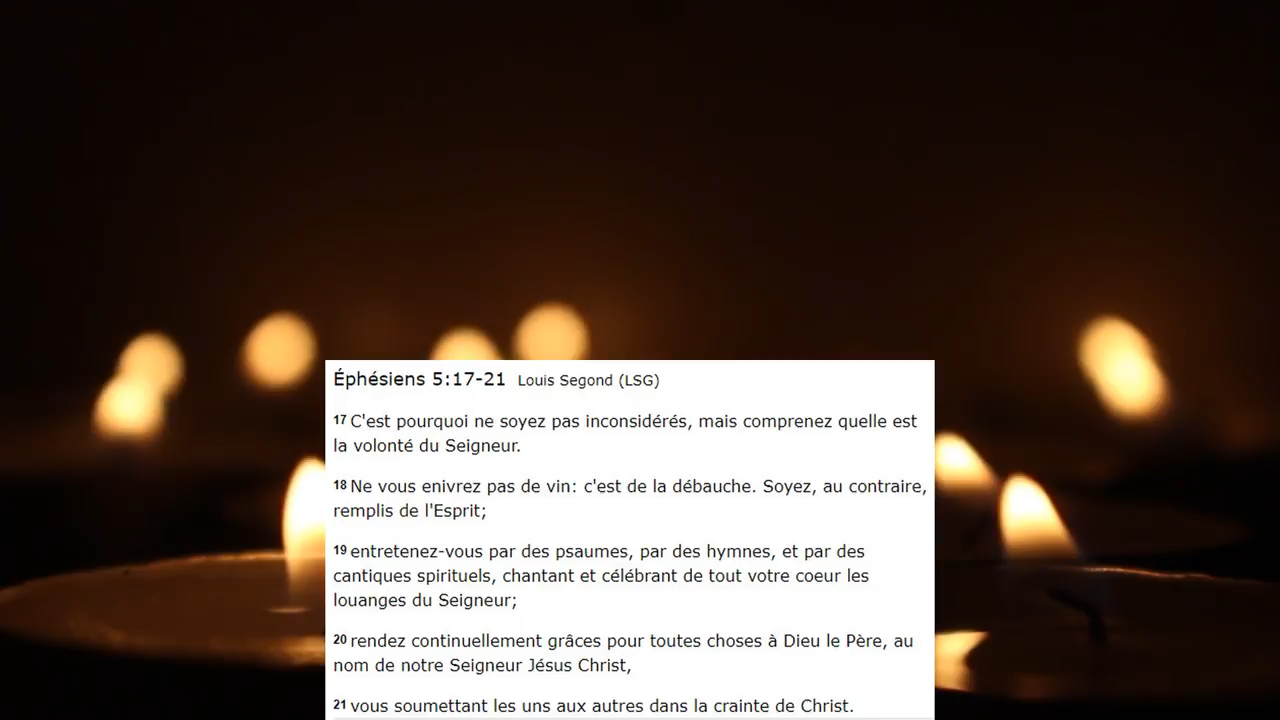 Éphésiens 5:17-21 Louis Segond (LSG)
17 C'est pourquoi ne soyez pas inconsidérés, mais comprenez quelle est
la volonté du Seigneur.
18 Ne vous enivrez pas de vin: c'est de la débauche. Soyez, au contraire,
remplis de l'Esprit;
19 entretenez-vous par des psaumes, par des hymnes, et par des
cantiques spirituels, chantant et célébrant de tout votre coeur les
louanges du Seigneur;
20 rendez continuellement grâces pour toutes choses à Dieu le Père, au
nom de notre Seigneur Jésus Christ,
21 vous soumettant les uns aux autres dans la crainte de Christ.